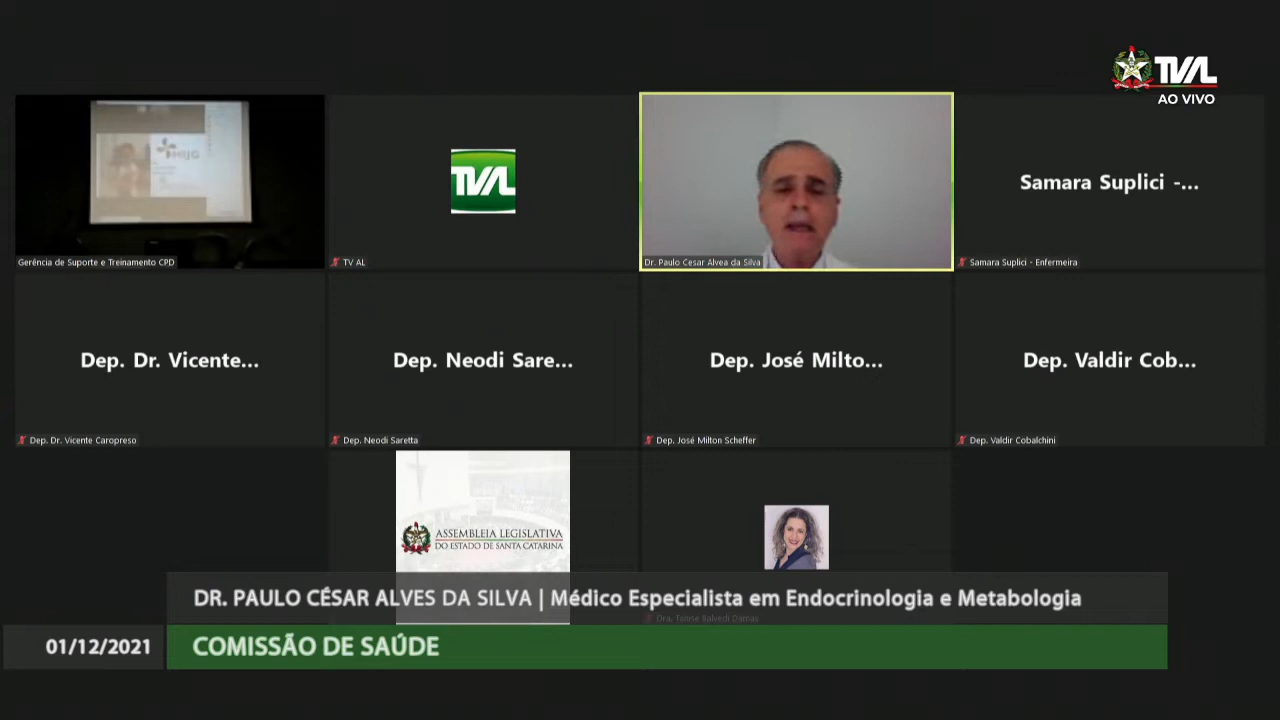 TVAL
AO VIVO
HIJG
Gerência de Suporte e Treinamento CPD
TVAL
TV AL
Dr. Paulo Cesar Alvea da Silva
Samara Suplici -...
Samara Suplici - Enfermeira
Dep. Dr. Vicente...
Dep. Dr. Vicente Caropreso
Dep. Neodi Sare...
Dep. Neodi Saretta
Dep. José Milto...
Dep. José Milton Scheffer
Dep. Valdir Cob...
Dep. Valdir Cobalchini
ASSEMBLEIA LEGISLATIVA
DO ESTADO DE SANTA CATARINA
DR. PAULO CÉSAR ALVES DA SILVA | Médico Especialista em Endocrinologia e Metabologia
01/12/2021
COMISSÃO DE SAÚDE